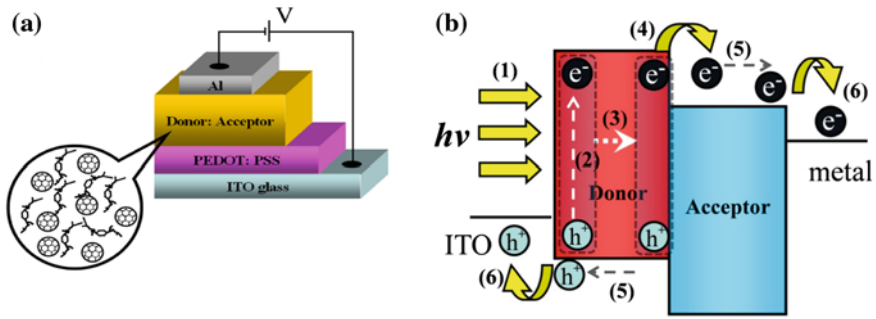 (a)
V
Al
Donor: Acceptor
PEDOT: PSS
ITO glass
(b)
(1)
hν
(2)
(3)
(4)
(5)
(6)
e⁻
e⁻
e⁻
e⁻
e⁻
Donor
Acceptor
metal
ITO
h⁺
h⁺
h⁺
h⁺
(6)
(5)